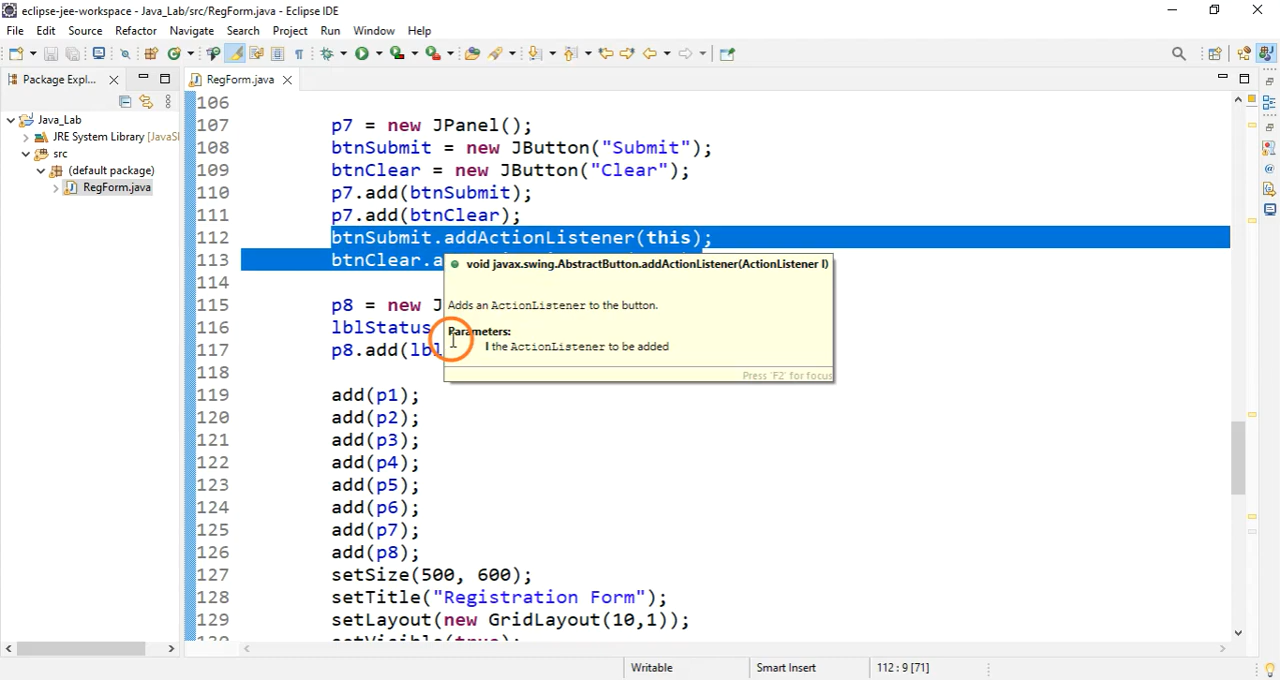 eclipse-jee-workspace - Java_Lab/src/RegForm.java - Eclipse IDE
File Edit Source Refactor Navigate Search Project Run Window Help
Package Expl...
RegForm.java
Java_Lab
JRE System Library [JavaS
src
(default package)
RegForm.java
106
107 p7 = new JPanel();
108 btnSubmit = new JButton("Submit");
109 btnClear = new JButton("Clear");
110 p7.add(btnSubmit);
111 p7.add(btnClear);
112 btnSubmit.addActionListener(this);
113 btnClear.a
void javax.swing.AbstractButton.addActionListener(ActionListener l)
114
Adds an ActionListener to the button.
115 p8 = new J
116 lblStatus
Parameters:
l the ActionListener to be added
117 p8.add(lbl
118
Press 'F2' for focus
119 add(p1);
120 add(p2);
121 add(p3);
122 add(p4);
123 add(p5);
124 add(p6);
125 add(p7);
126 add(p8);
127 setSize(500, 600);
128 setTitle("Registration Form");
129 setLayout(new GridLayout(10,1));
130 setVisible(true);
Writable Smart Insert 112 : 9 [71]